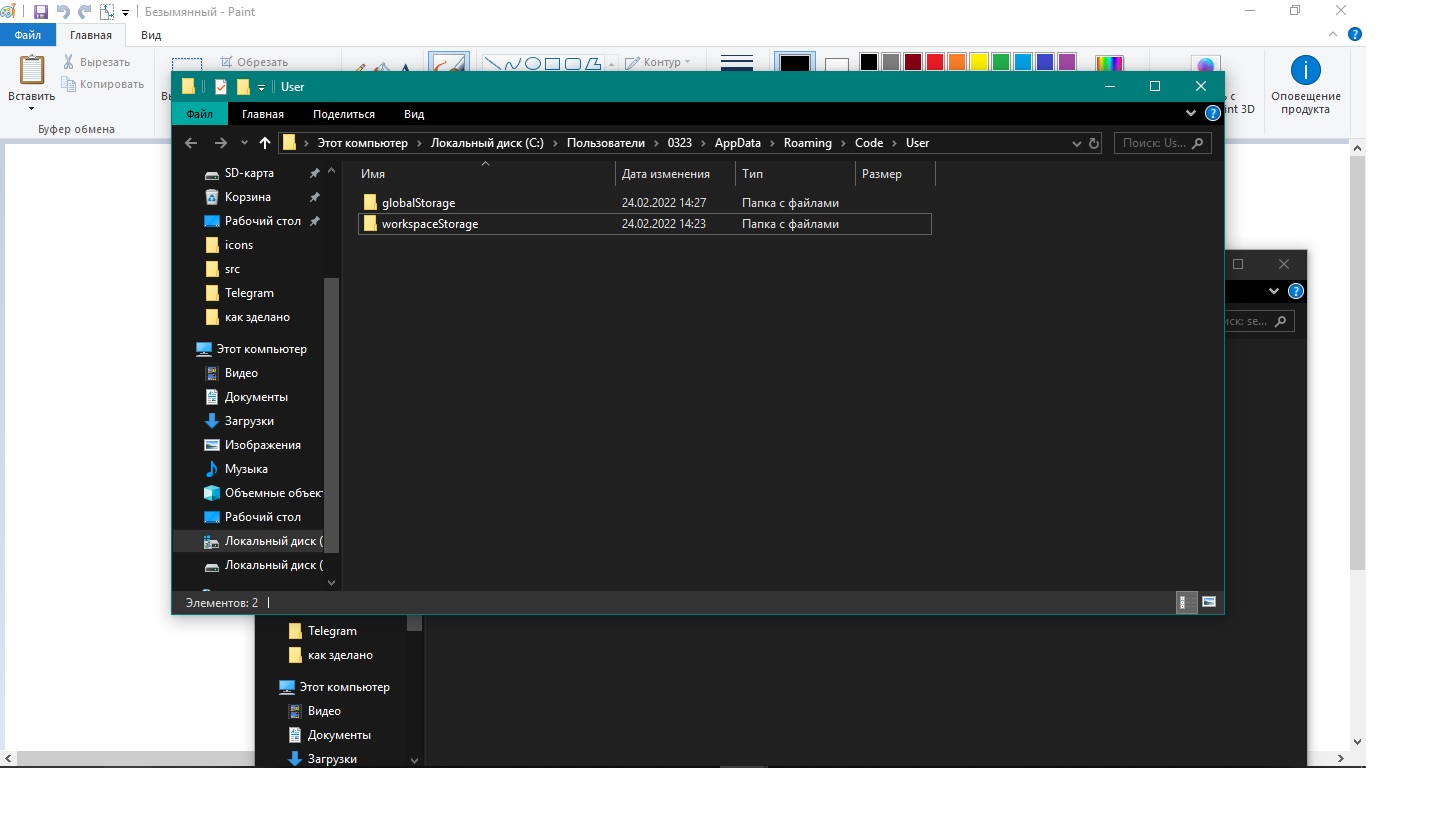 Безымянный - Paint
Файл
Главная
Вид
Вставить
Вырезать
Копировать
Буфер обмена
Обрезать
Контур
Оповещение
продукта
int 3D
User
Файл
Главная
Поделиться
Вид
Этот компьютер
Локальный диск (C:)
Пользователи
0323
AppData
Roaming
Code
User
Поиск: Us...
SD-карта
Корзина
Рабочий стол
icons
src
Telegram
как зделано
Этот компьютер
Видео
Документы
Загрузки
Изображения
Музыка
Объемные объект
Рабочий стол
Локальный диск (
Локальный диск (
Имя
Дата изменения
Тип
Размер
globalStorage 24.02.2022 14:27 Папка с файлами
workspaceStorage 24.02.2022 14:23 Папка с файлами
Элементов: 2
иск: se...
Telegram
как зделано
Этот компьютер
Видео
Документы
Загрузки